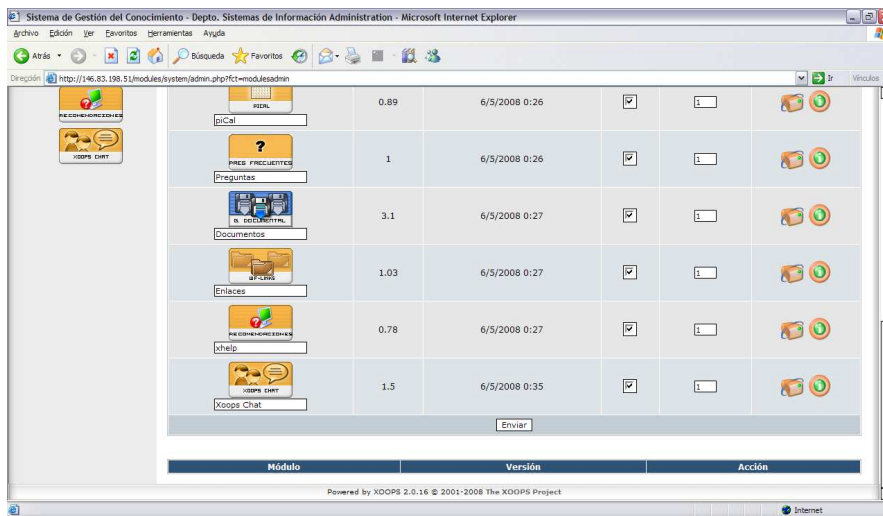 Sistema de Gestión del Conocimiento - Depto. Sistemas de Información Administration - Microsoft Internet Explorer
Archivo Edición Ver Favoritos Herramientas Ayuda
Atrás Búsqueda Favoritos
Dirección http://146.83.198.51/modules/system/admin.php?fct=modulesadmin Ir Vínculos
RECOMENDACIONES
XOOPS CHAT
PICAL
piCal 0.89 6/5/2008 0:26 1
PREG FRECUENTES
Preguntas 1 6/5/2008 0:26 1
G. DOCUMENTAL
Documentos 3.1 6/5/2008 0:27 1
WF-LINKS
Enlaces 1.03 6/5/2008 0:27 1
RECOMENDACIONES
xhelp 0.78 6/5/2008 0:27 1
XOOPS CHAT
Xoops Chat 1.5 6/5/2008 0:35 1
Enviar
Módulo Versión Acción
Powered by XOOPS 2.0.16 © 2001-2008 The XOOPS Project
Internet